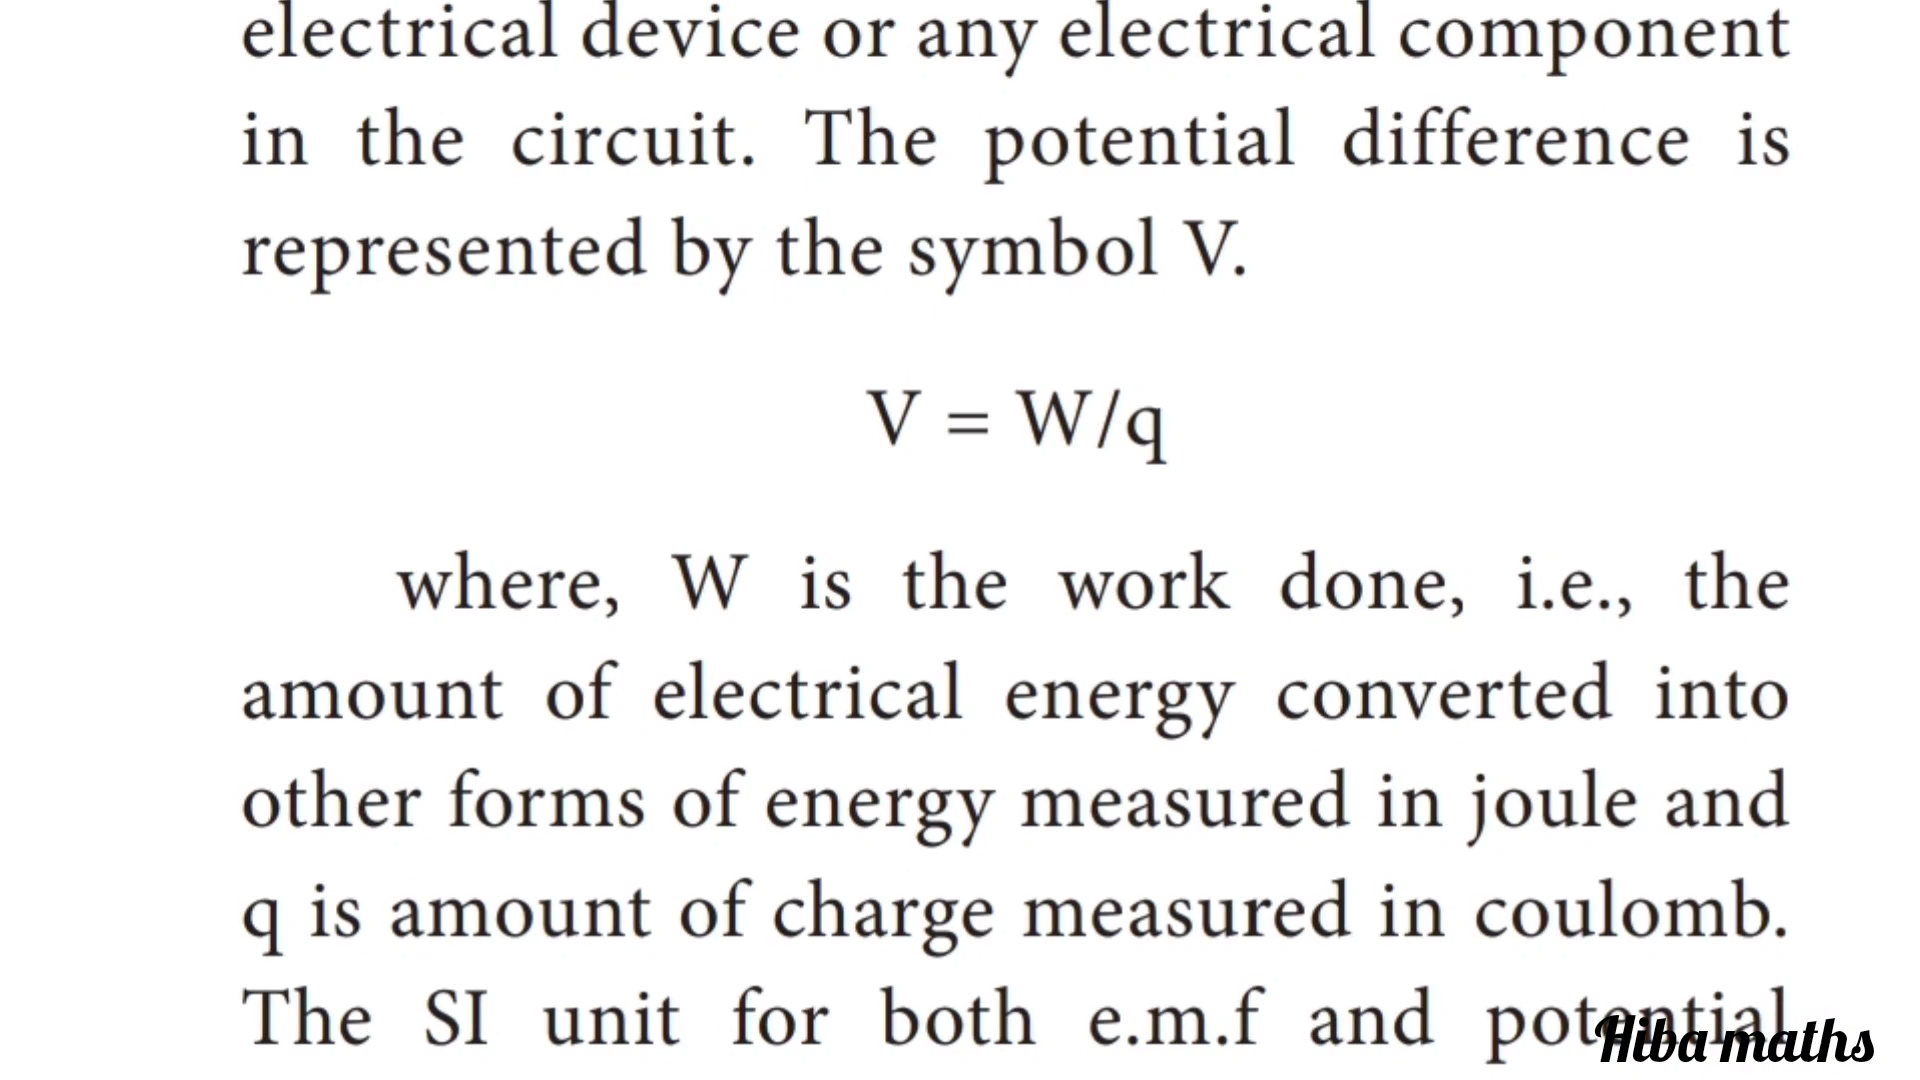 electrical device or any electrical component
in the circuit. The potential difference is
represented by the symbol V.
V = W/q
where, W is the work done, i.e., the
amount of electrical energy converted into
other forms of energy measured in joule and
q is amount of charge measured in coulomb.
The SI unit for both e.m.f and potential
Hiba maths